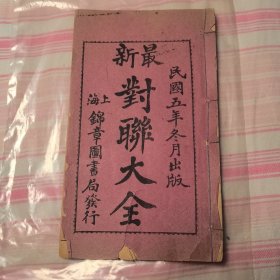 最新
民國五年冬月出版
對聯大全
上海
錦章圖書局發行